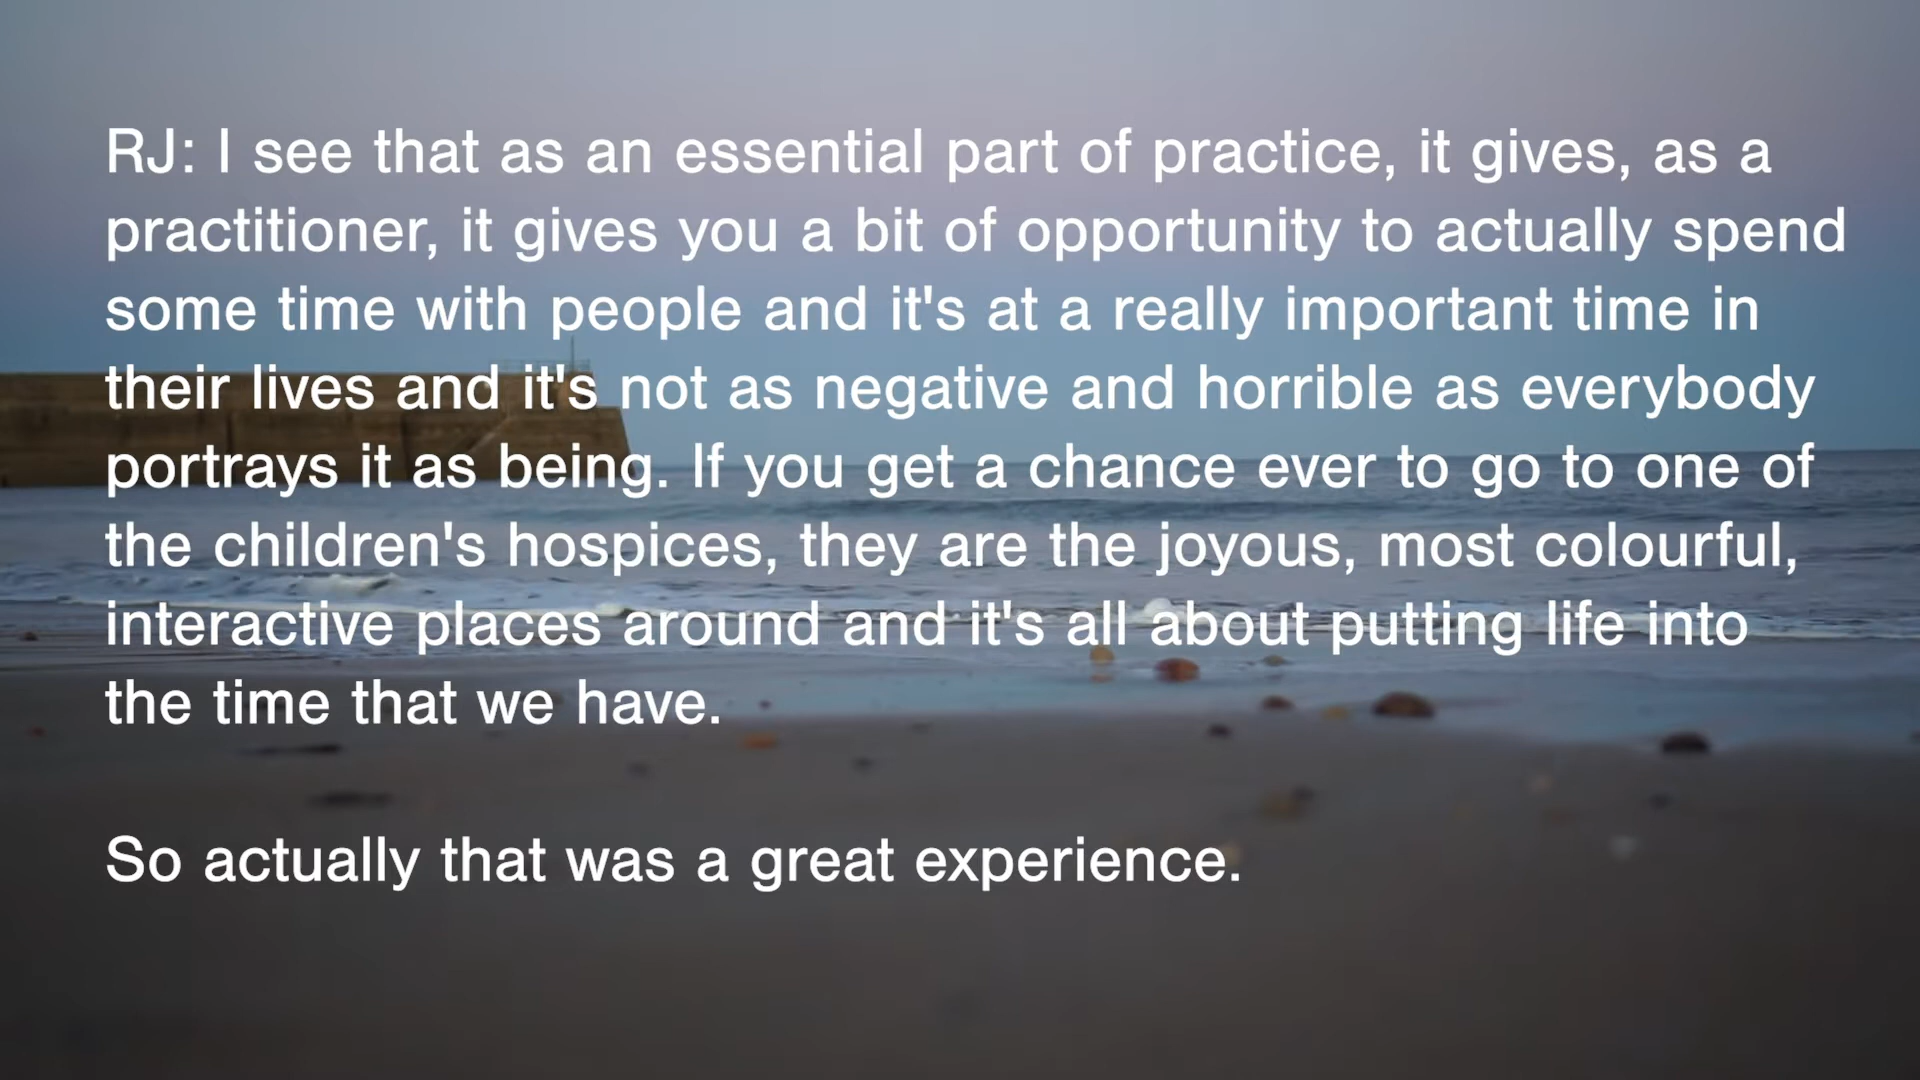 RJ: I see that as an essential part of practice, it gives, as a
practitioner, it gives you a bit of opportunity to actually spend
some time with people and it's at a really important time in
their lives and it's not as negative and horrible as everybody
portrays it as being. If you get a chance ever to go to one of
the children's hospices, they are the joyous, most colourful,
interactive places around and it's all about putting life into
the time that we have.
So actually that was a great experience.